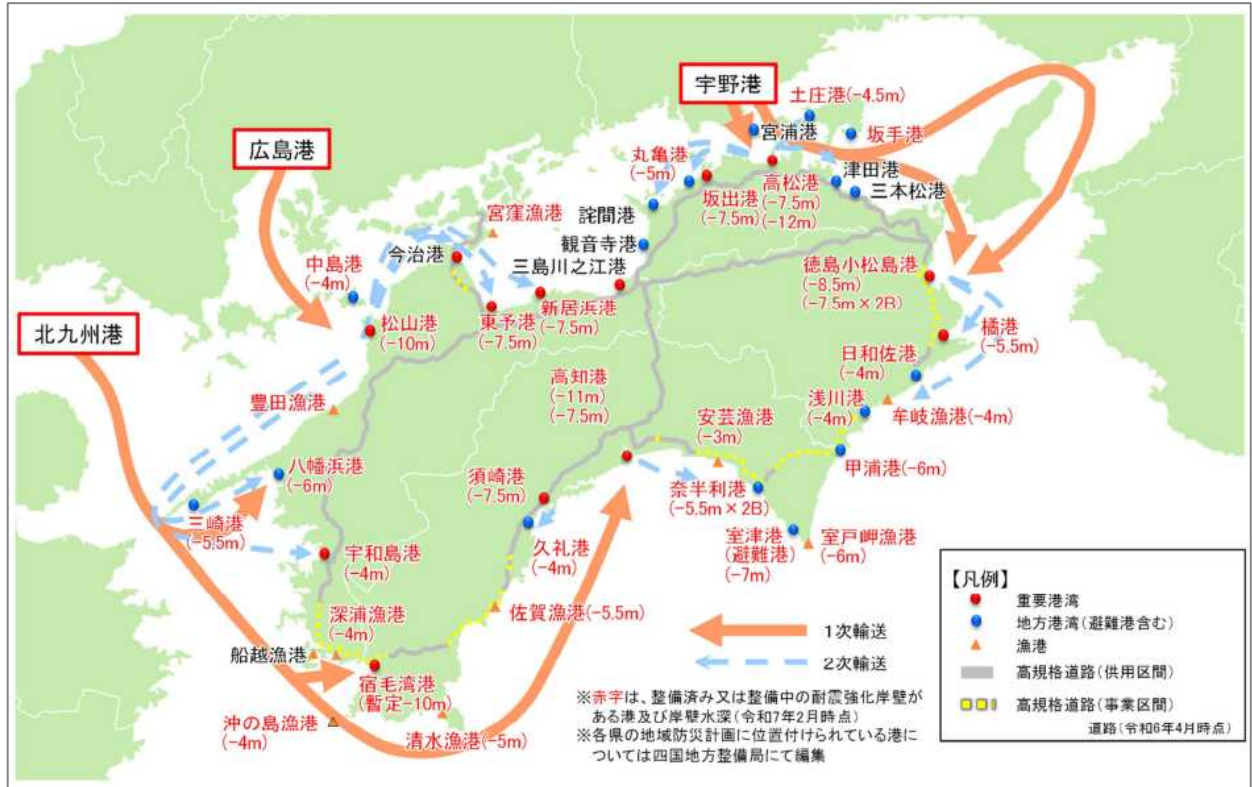 宇野港
土庄港(-4.5m)
宮浦港
坂手港
広島港
丸亀港
(-5m)
津田港
三本松港
高松港
(-7.5m)
(-12m)
坂出港
(-7.5m)
詫間港
宮窪漁港
観音寺港
今治港
三島川之江港
中島港
(-4m)
徳島小松島港
(-8.5m)
(-7.5m×2B)
新居浜港
(-7.5m)
東予港
(-7.5m)
北九州港
松山港
(-10m)
橘港
(-5.5m)
日和佐港
(-4m)
高知港
(-11m)
(-7.5m)
豊田漁港
浅川港
(-4m)
牟岐漁港(-4m)
安芸漁港
(-3m)
甲浦港(-6m)
八幡浜港
(-6m)
須崎港
(-7.5m)
奈半利港
(-5.5m×2B)
三崎港
(-5.5m)
室津港
(避難港)
(-7m)
室戸岬漁港
(-6m)
宇和島港
(-4m)
久礼港
(-4m)
深浦漁港
(-4m)
佐賀漁港(-5.5m)
船越漁港
宿毛湾港
(暫定-10m)
沖の島漁港
(-4m)
清水漁港(-5m)
1次輸送
2次輸送
※赤字は、整備済み又は整備中の耐震強化岸壁が
ある港及び岸壁水深(令和7年2月時点)
※各県の地域防災計画に位置付けられている港に
ついては四国地方整備局にて編集
【凡例】
重要港湾
地方港湾(避難港含む)
漁港
高規格道路(供用区間)
高規格道路(事業区間)
道路(令和6年4月時点)